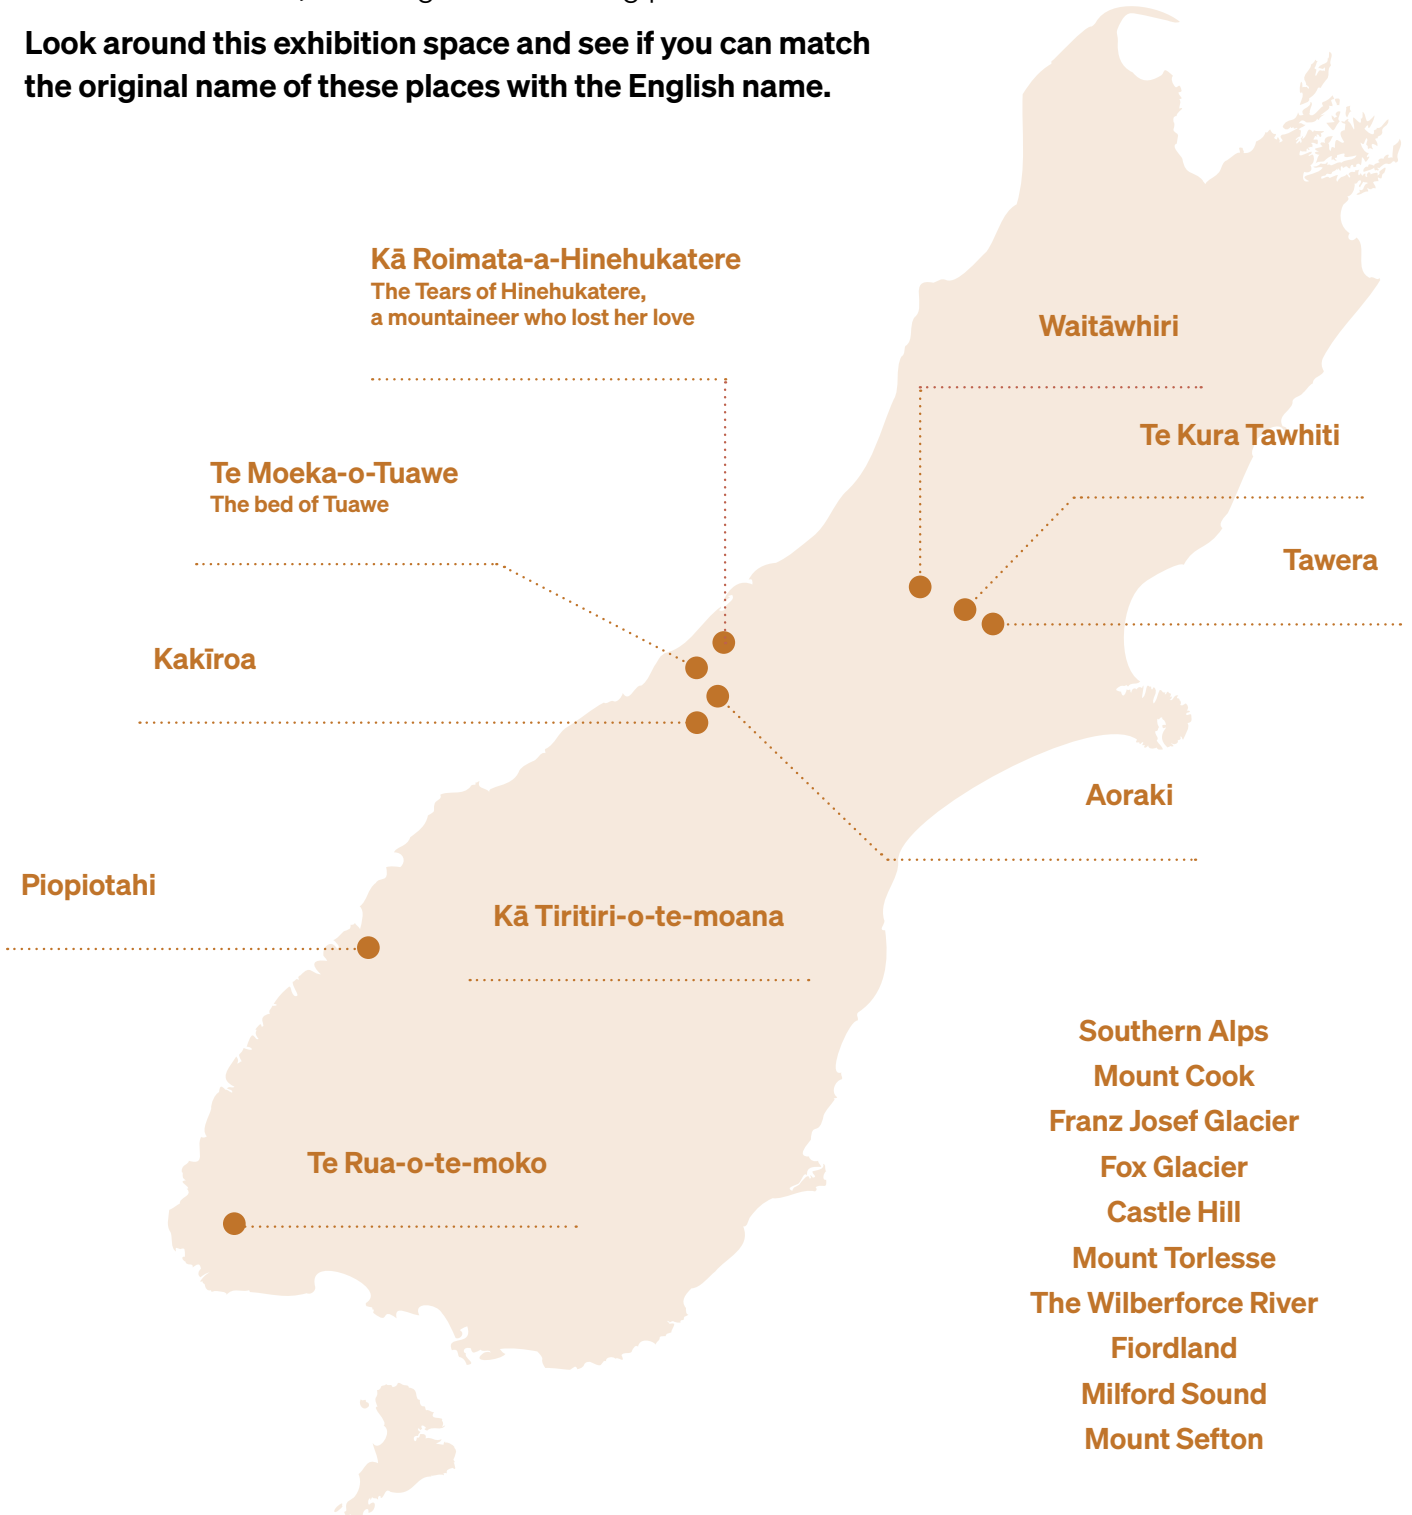 Look around this exhibition space and see if you can match
the original name of these places with the English name.
Kā Roimata-a-Hinehukatere
The Tears of Hinehukatere,
a mountaineer who lost her love
Waitāwhiri
Te Kura Tawhiti
Te Moeka-o-Tuawe
The bed of Tuawe
Tawera
Kakīroa
Aoraki
Piopiotahi
Kā Tiritiri-o-te-moana
Te Rua-o-te-moko
Southern Alps
Mount Cook
Franz Josef Glacier
Fox Glacier
Castle Hill
Mount Torlesse
The Wilberforce River
Fiordland
Milford Sound
Mount Sefton